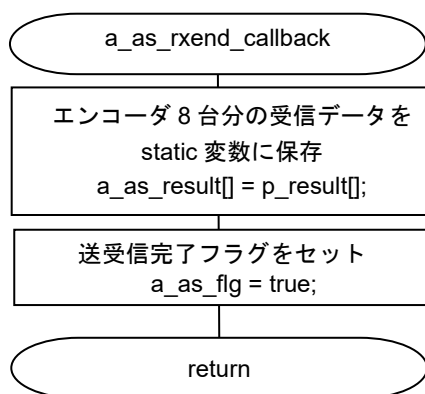 a_as_rxend_callback
エンコーダ 8 台分の受信データを
static 変数に保存
a_as_result[] = p_result[];
送受信完了フラグをセット
a_as_flg = true;
return